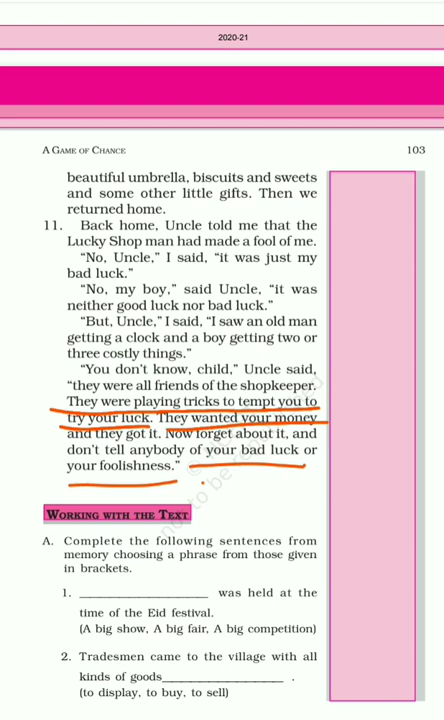 2020-21
A GAME OF CHANCE
103
beautiful umbrella, biscuits and sweets
and some other little gifts. Then we
returned home.
11. Back home, Uncle told me that the
Lucky Shop man had made a fool of me.
“No, Uncle,” I said, “it was just my
bad luck.”
“No, my boy,” said Uncle, “it was
neither good luck nor bad luck.”
“But, Uncle,” I said, “I saw an old man
getting a clock and a boy getting two or
three costly things.”
“You don’t know, child,” Uncle said,
“they were all friends of the shopkeeper.
They were playing tricks to tempt you to
try your luck. They wanted your money
and they got it. Now forget about it, and
don’t tell anybody of your bad luck or
your foolishness.”
WORKING WITH THE TEXT
A. Complete the following sentences from
memory choosing a phrase from those given
in brackets.
1. ____________________ was held at the
time of the Eid festival.
(A big show, A big fair, A big competition)
2. Tradesmen came to the village with all
kinds of goods___________________ .
(to display, to buy, to sell)